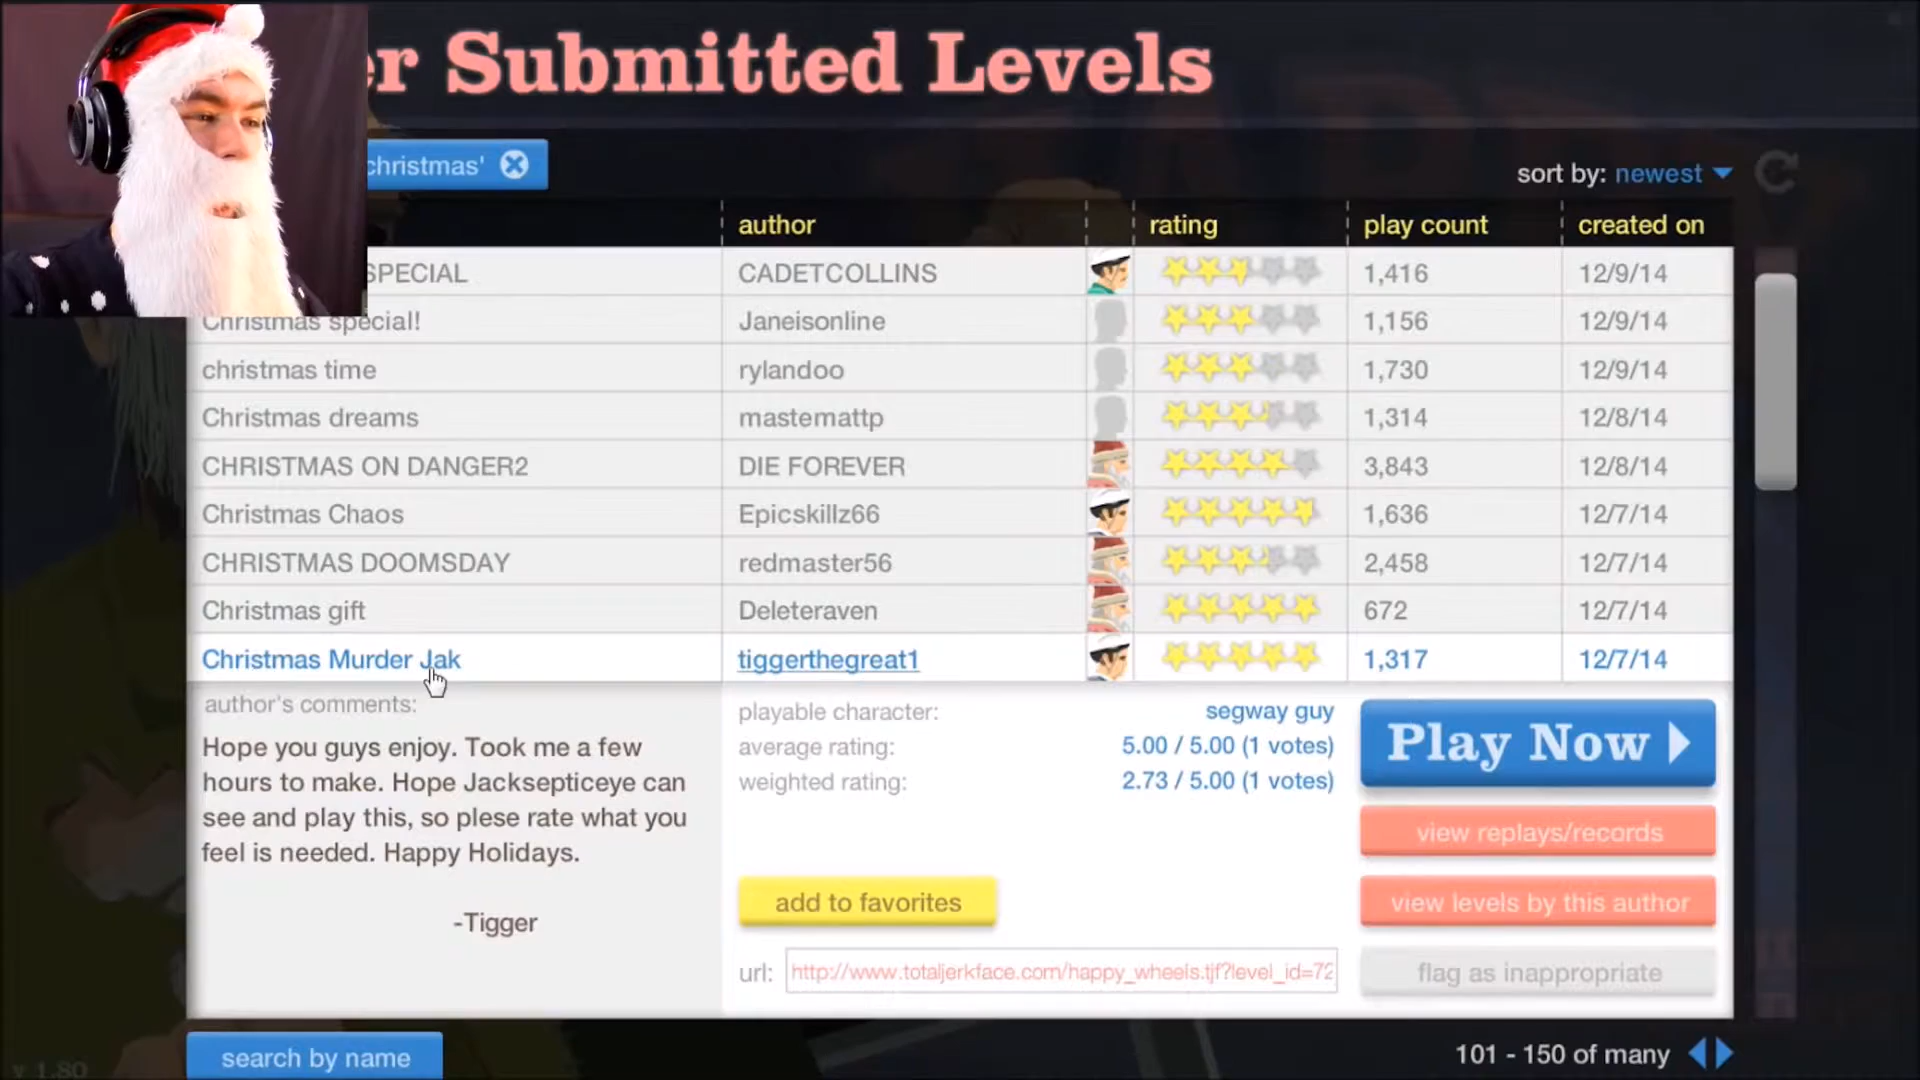 er Submitted Levels
christmas'
sort by: newest
author rating play count created on
SPECIAL CADETCOLLINS 1,416 12/9/14
Christmas special! Janeisonline 1,156 12/9/14
christmas time rylandoo 1,730 12/9/14
Christmas dreams mastemattp 1,314 12/8/14
CHRISTMAS ON DANGER2 DIE FOREVER 3,843 12/8/14
Christmas Chaos Epicskillz66 1,636 12/7/14
CHRISTMAS DOOMSDAY redmaster56 2,458 12/7/14
Christmas gift Deleteraven 672 12/7/14
Christmas Murder Jak tiggerthegreat1 1,317 12/7/14
author's comments:
Hope you guys enjoy. Took me a few
hours to make. Hope Jacksepticeye can
see and play this, so plese rate what you
feel is needed. Happy Holidays.
-Tigger
playable character: segway guy
average rating: 5.00 / 5.00 (1 votes)
weighted rating: 2.73 / 5.00 (1 votes)
add to favorites
url: http://www.totaljerkface.com/happy_wheels.tjf?level_id=72
Play Now
view replays/records
view levels by this author
flag as inappropriate
search by name
101 - 150 of many
v 1.80